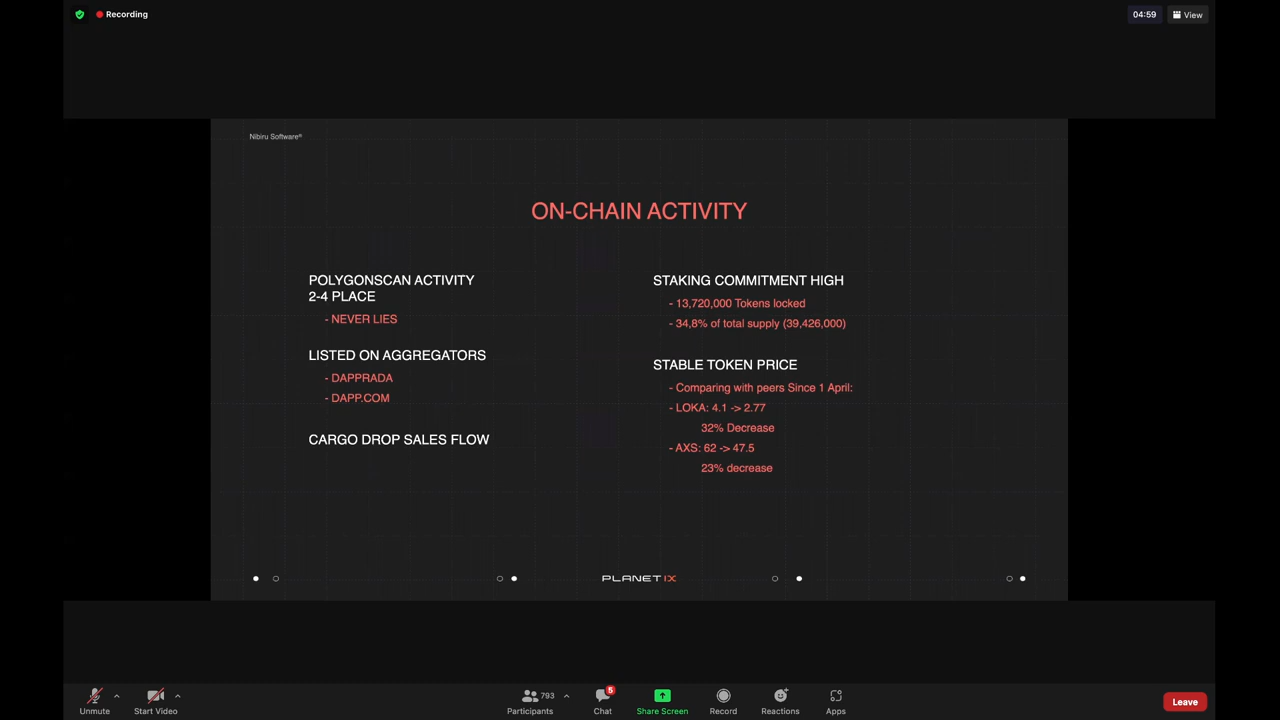 Recording
04:59
View
Nibiru Software®
ON-CHAIN ACTIVITY
POLYGONSCAN ACTIVITY
2-4 PLACE
- NEVER LIES
LISTED ON AGGREGATORS
- DAPPRADA
- DAPP.COM
CARGO DROP SALES FLOW
STAKING COMMITMENT HIGH
- 13,720,000 Tokens locked
- 34,8% of total supply (39,426,000)
STABLE TOKEN PRICE
- Comparing with peers Since 1 April:
- LOKA: 4.1 -> 2.77
32% Decrease
- AXS: 62 -> 47.5
23% decrease
PLANET IX
Unmute
Start Video
793
Participants
5
Chat
Share Screen
Record
Reactions
Apps
Leave